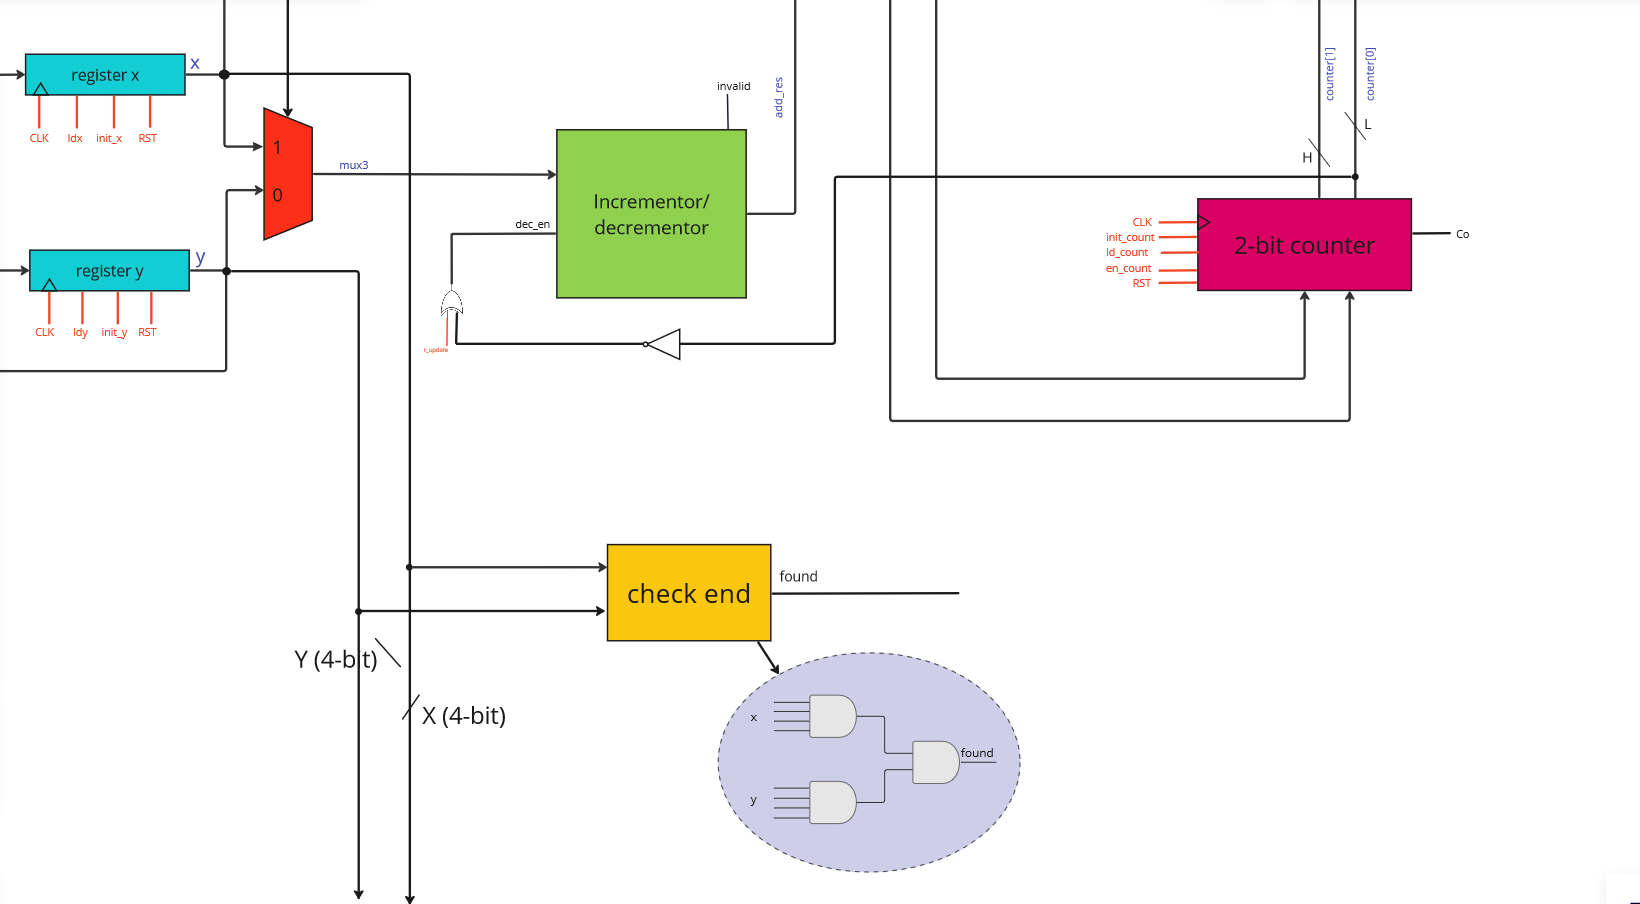 register x
x
CLK
ldx
init_x
RST
1
0
mux3
register y
y
CLK
ldy
init_y
RST
invalid
add_res
Incrementor/
decrementor
dec_en
r_update
counter[1]
counter[0]
L
H
CLK
init_count
ld_count
en_count
RST
2-bit counter
Co
check end
found
Y (4-bit)
X (4-bit)
x
y
found